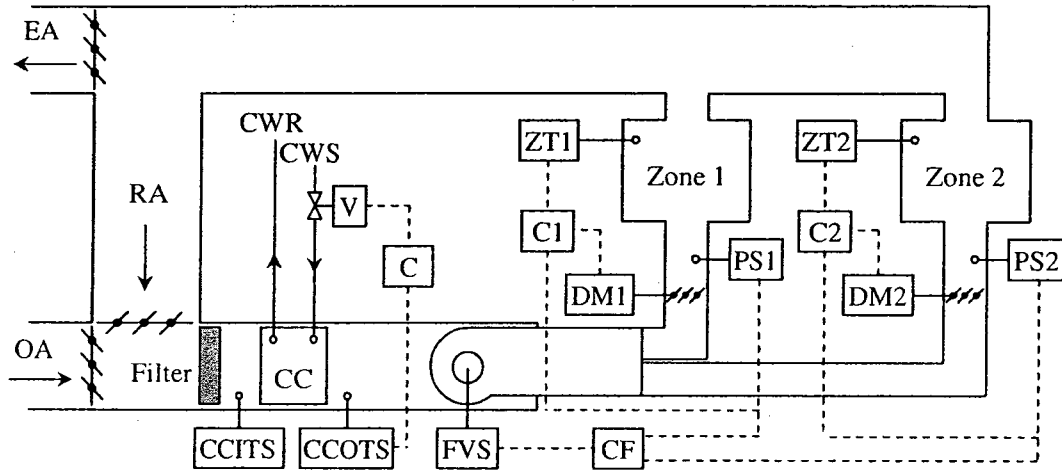 EA
CWR
CWS
ZT1
ZT2
Zone 1
Zone 2
RA
V
C1
C2
C
PS1
PS2
DM1
DM2
OA
Filter
CC
CCITS
CCOTS
FVS
CF